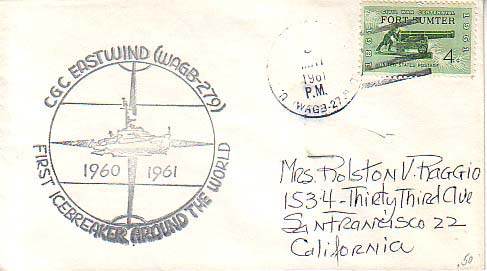 CGC EASTWIND (WAGB-279)
1960 1961
FIRST ICEBREAKER AROUND THE WORLD
1961
P.M.
(WAGB-27
CIVIL WAR CENTENNIAL
FORT SUMTER
1861
1961
4¢
UNITED STATES POSTAGE
Mrs. Rolston V. Raggio
1534-Thirty Third Ave
San Francisco 22
California
.50